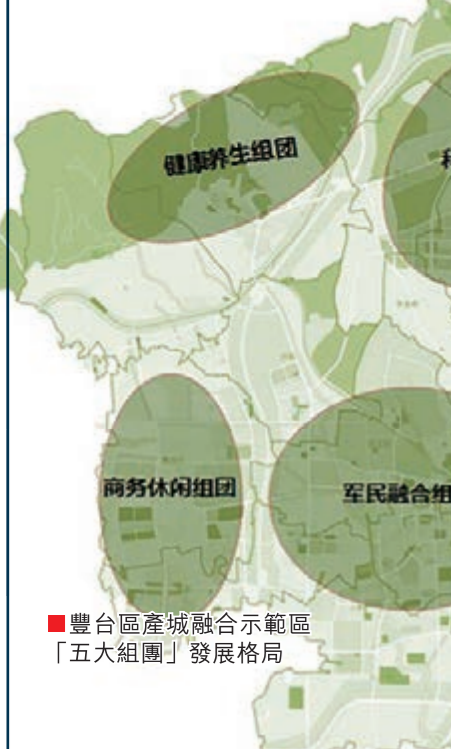 健康养生组团
科
商务休闲组团
军民融合组
■豐台區產城融合示範區
「五大組團」發展格局